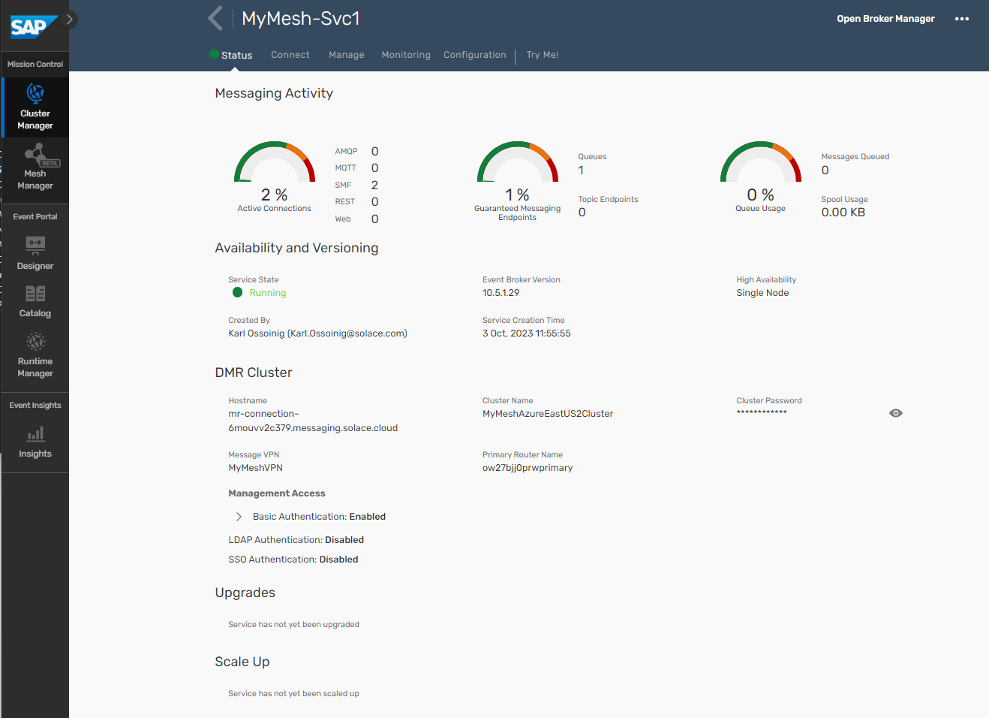 SAP
Mission Control
Cluster
Manager
BETA
Mesh
Manager
Event Portal
Designer
Catalog
Runtime
Manager
Event Insights
Insights
MyMesh-Svc1
Open Broker Manager
Status Connect Manage Monitoring Configuration Try Me!
Messaging Activity
2 %
Active Connections
AMQP 0
MQTT 0
SMF 2
REST 0
Web 0
1 %
Guaranteed Messaging
Endpoints
Queues
1
Topic Endpoints
0
0 %
Queue Usage
Messages Queued
0
Spool Usage
0.00 KB
Availability and Versioning
Service State
Running
Event Broker Version
10.5.1.29
High Availability
Single Node
Created By
Karl Ossoinig (Karl.Ossoinig@solace.com)
Service Creation Time
3 Oct, 2023 11:55:55
DMR Cluster
Hostname
mr-connection-
6mouvv2c379.messaging.solace.cloud
Cluster Name
MyMeshAzureEastUS2Cluster
Cluster Password
************
Message VPN
MyMeshVPN
Primary Router Name
ow27bjj0prwprimary
Management Access
Basic Authentication: Enabled
LDAP Authentication: Disabled
SSO Authentication: Disabled
Upgrades
Service has not yet been upgraded
Scale Up
Service has not yet been scaled up